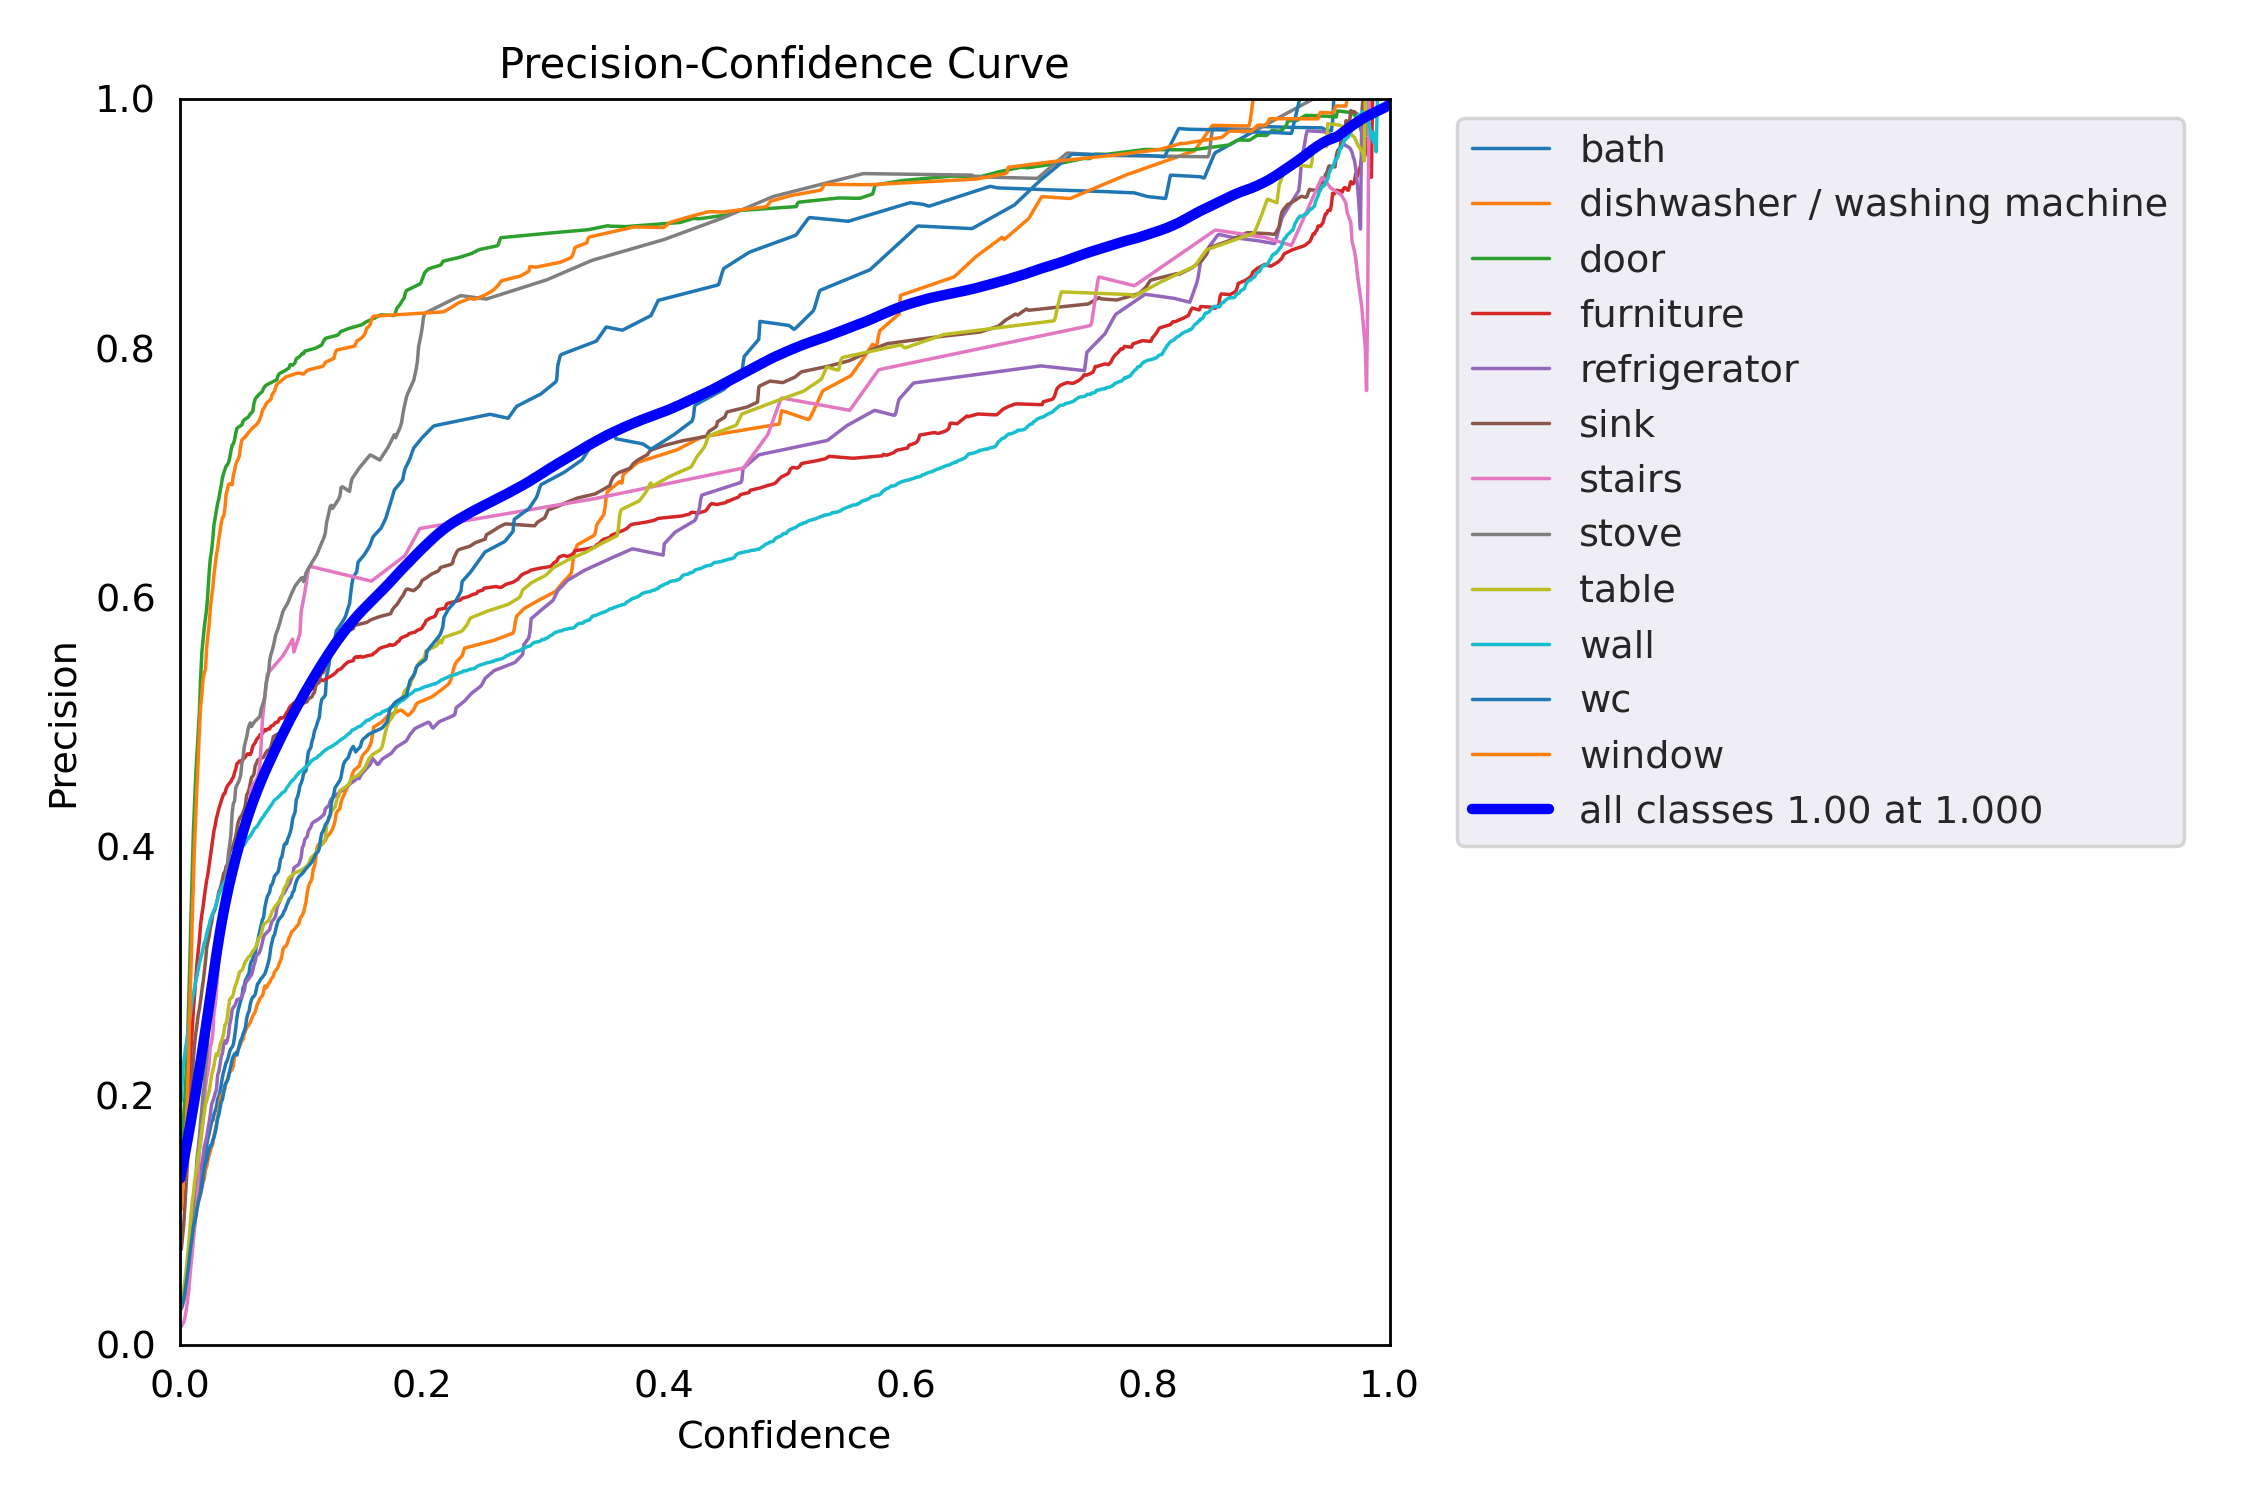 Precision-Confidence Curve
1.0
0.8
0.6
0.4
0.2
0.0
Precision
0.0 0.2 0.4 0.6 0.8 1.0
Confidence
bath
dishwasher / washing machine
door
furniture
refrigerator
sink
stairs
stove
table
wall
wc
window
all classes 1.00 at 1.000